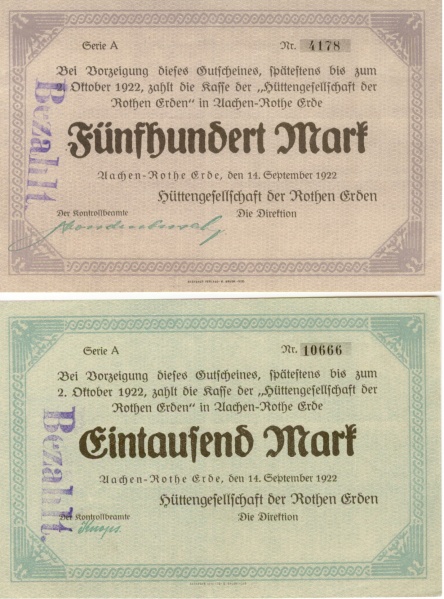 Serie A Nr. 4178
Bei Vorzeigung dieses Gutscheines, spätestens bis zum
Oktober 1922, zahlt die Kasse der „Hüttengesellschaft der
Rothen Erden" in Aachen-Rothe Erde
Fünfhundert Mark
Aachen-Rothe Erde, den 14. September 1922
Hüttengesellschaft der Rothen Erden
Der Kontrollbeamte Die Direktion
Bezahlt.
Serie A Nr. 10666
Bei Vorzeigung dieses Gutscheines, spätestens bis zum
2. Oktober 1922, zahlt die Kasse der „Hüttengesellschaft der
Rothen Erden" in Aachen-Rothe Erde
Eintausend Mark
Aachen-Rothe Erde, den 14. September 1922
Hüttengesellschaft der Rothen Erden
Der Kontrollbeamte Die Direktion
Bezahlt.